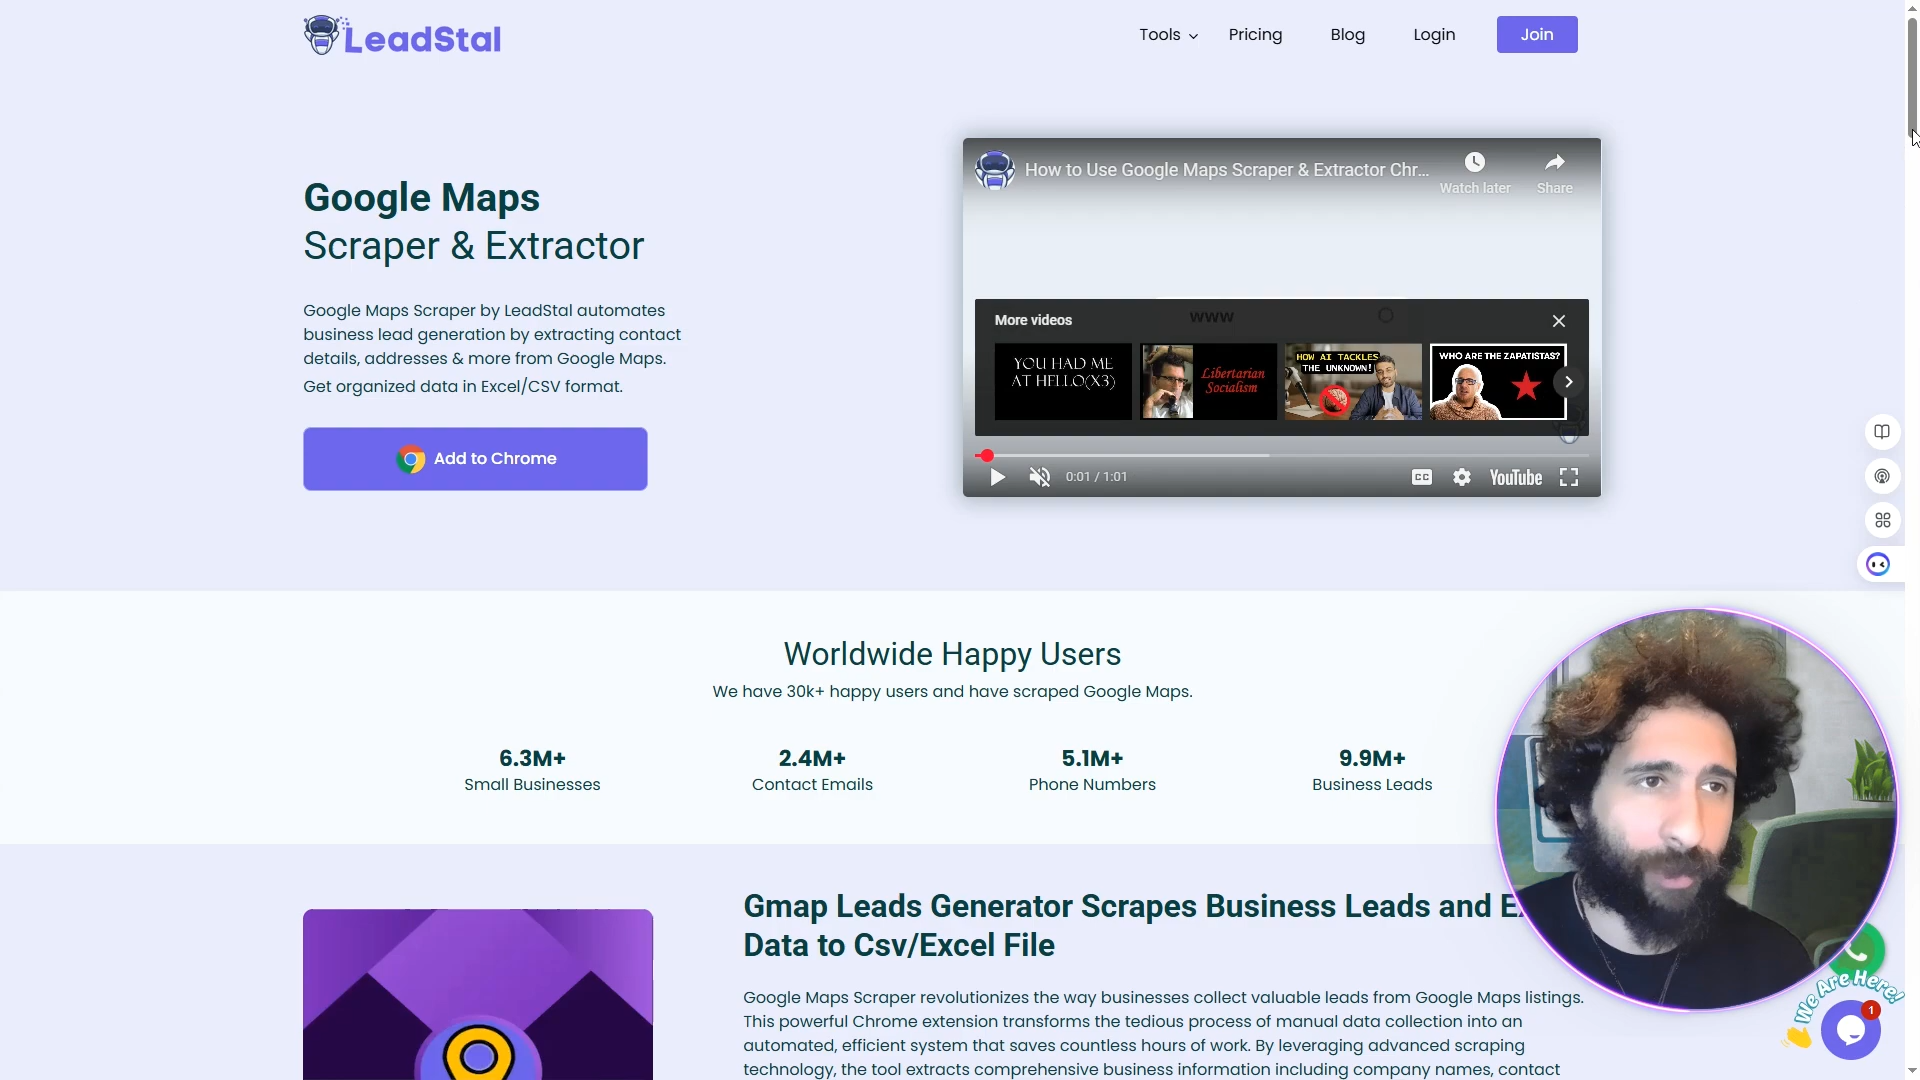 LeadStal
Tools
Pricing
Blog
Login
Join
Google Maps
Scraper & Extractor
Google Maps Scraper by LeadStal automates
business lead generation by extracting contact
details, addresses & more from Google Maps.
Get organized data in Excel/CSV format.
Add to Chrome
How to Use Google Maps Scraper & Extractor Chr...
Watch later
Share
More videos
www
YOU HAD ME
AT HELLO(X3)
Libertarian
Socialism
HOW AI TACKLES
THE UNKNOWN!
WHO ARE THE ZAPATISTAS?
0:01 / 1:01
CC
YouTube
Worldwide Happy Users
We have 30k+ happy users and have scraped Google Maps.
6.3M+
Small Businesses
2.4M+
Contact Emails
5.1M+
Phone Numbers
9.9M+
Business Leads
Gmap Leads Generator Scrapes Business Leads and
Data to Csv/Excel File
Google Maps Scraper revolutionizes the way businesses collect valuable leads from Google Maps listings.
This powerful Chrome extension transforms the tedious process of manual data collection into an
automated, efficient system that saves countless hours of work. By leveraging advanced scraping
technology, the tool extracts comprehensive business information including company names, contact
We Are Here!
1